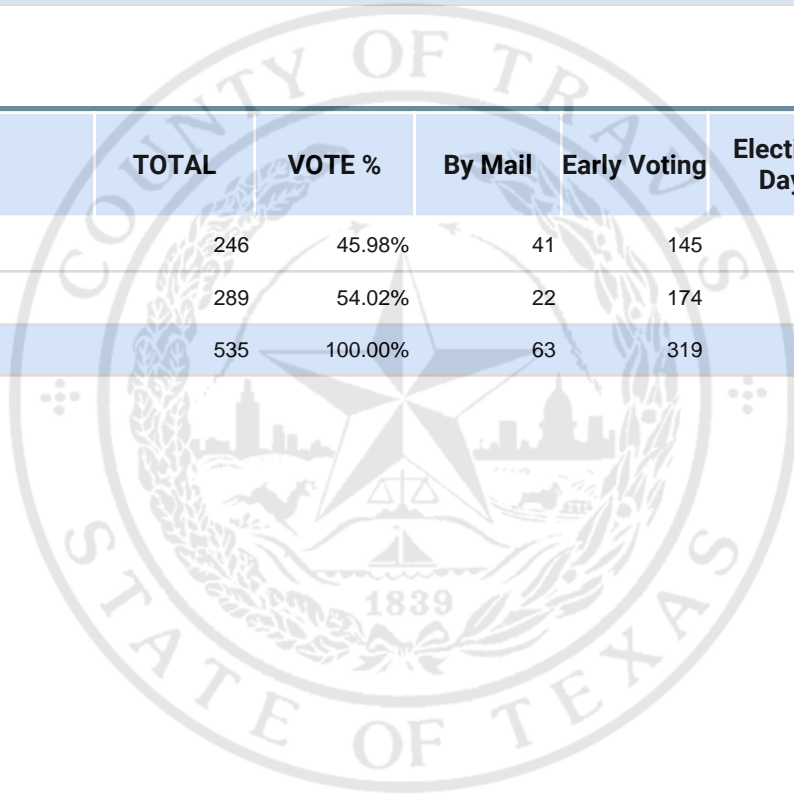 COUNTY OF TRAVIS
TOTAL VOTE % By Mail Early Voting
246 45.98% 41 145
289 54.02% 22 174
535 100.00% 63 319
1839
STATE OF TEXAS